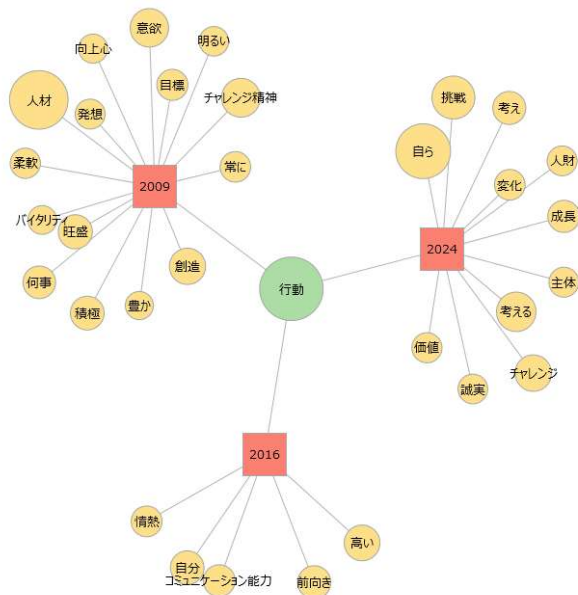 意欲
向上心
明るい
人材
発想
目標
チャレンジ精神
柔軟
2009
常に
バイタリティ
旺盛
何事
積極
豊か
創造
行動
挑戦
考え
自ら
変化
人財
2024
成長
主体
考える
価値
誠実
チャレンジ
2016
情熱
自分
コミュニケーション能力
前向き
高い